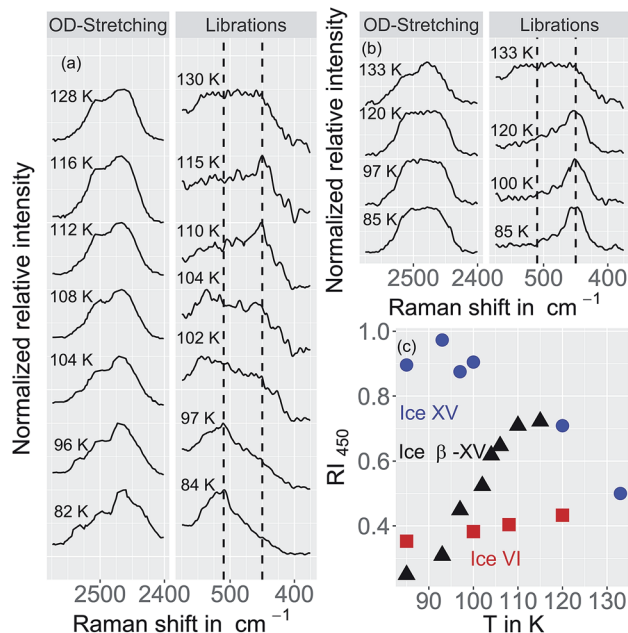 OD-Stretching
Librations
(a)
128 K
116 K
112 K
108 K
104 K
96 K
82 K
130 K
115 K
110 K
104 K
102 K
97 K
84 K
Normalized relative intensity
2500
2400
500
400
Raman shift in cm⁻¹
OD-Stretching
Librations
(b)
133 K
120 K
97 K
85 K
133 K
120 K
100 K
85 K
Normalized relative intensity
2500
2400
500
400
Raman shift in cm⁻¹
(c)
1.0
0.8
0.6
0.4
RI₄₅₀
Ice XV
Ice β-XV
Ice VI
90
100
110
120
130
T in K